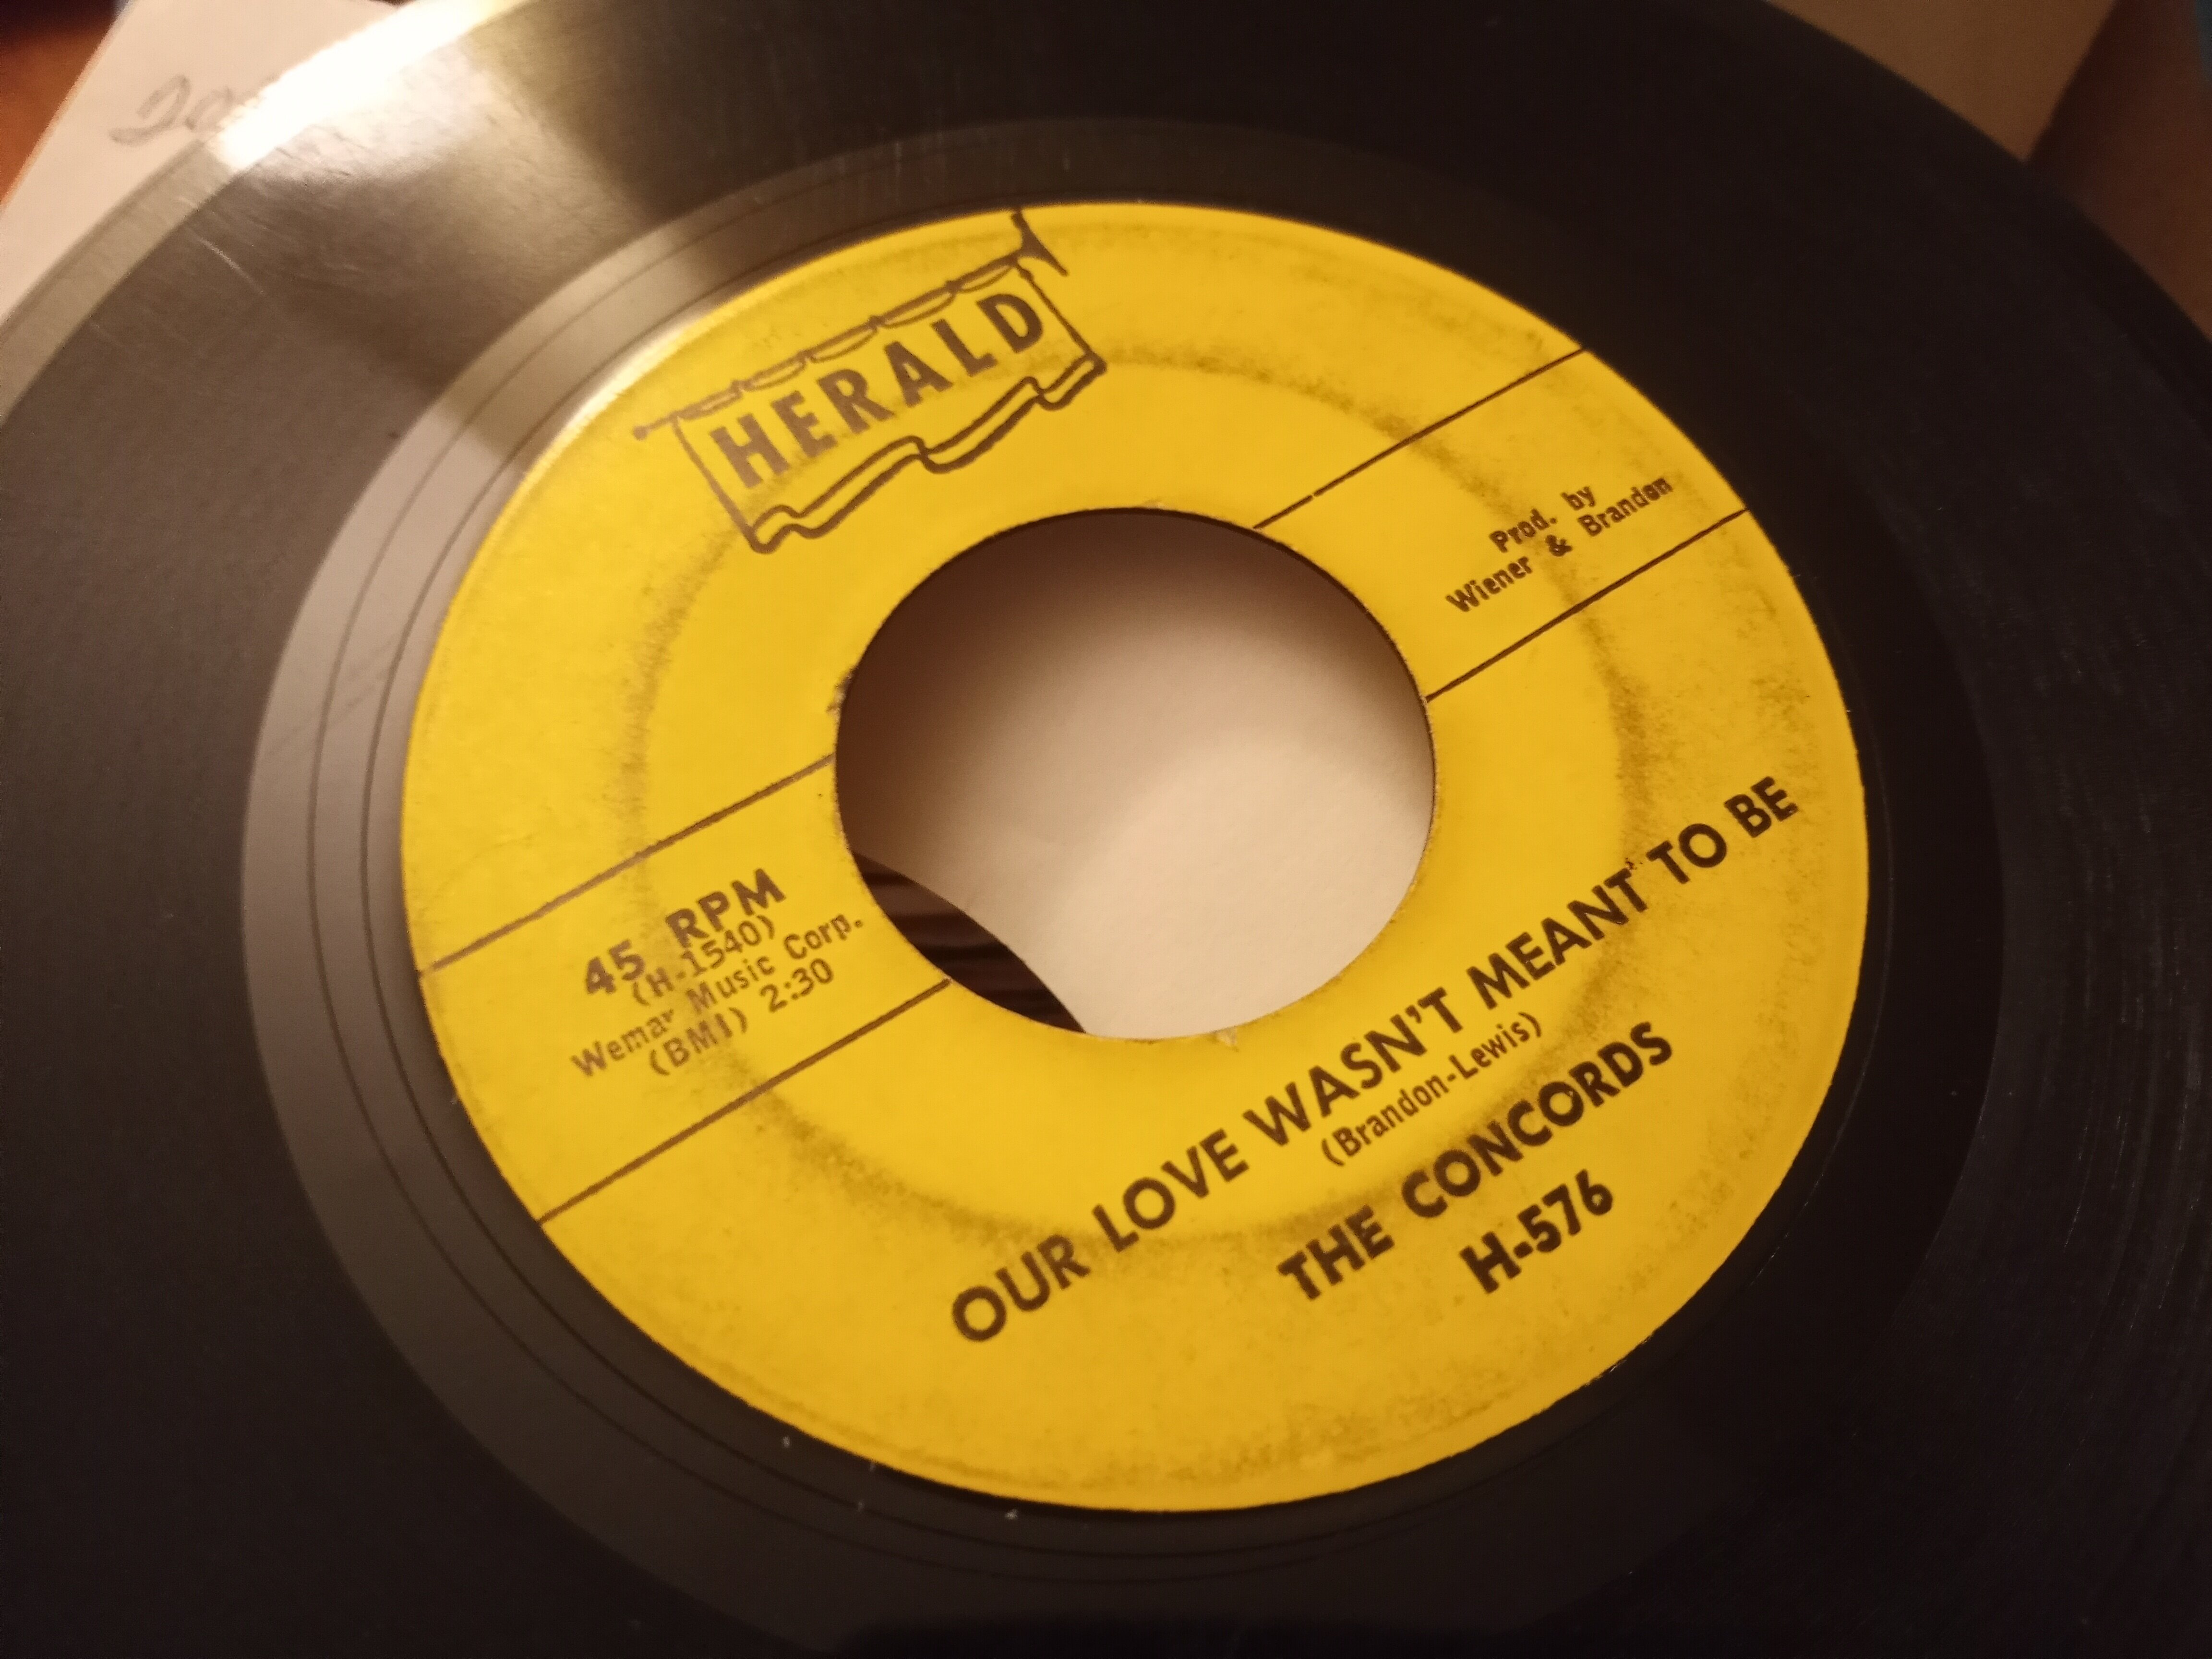 HERALD
Prod. by
Wiener & Brandon
45 RPM
(H-1540)
Wemar Music Corp.
(BMI) 2:30
OUR LOVE WASN'T MEANT TO BE
(Brandon-Lewis)
THE CONCORDS
H-576